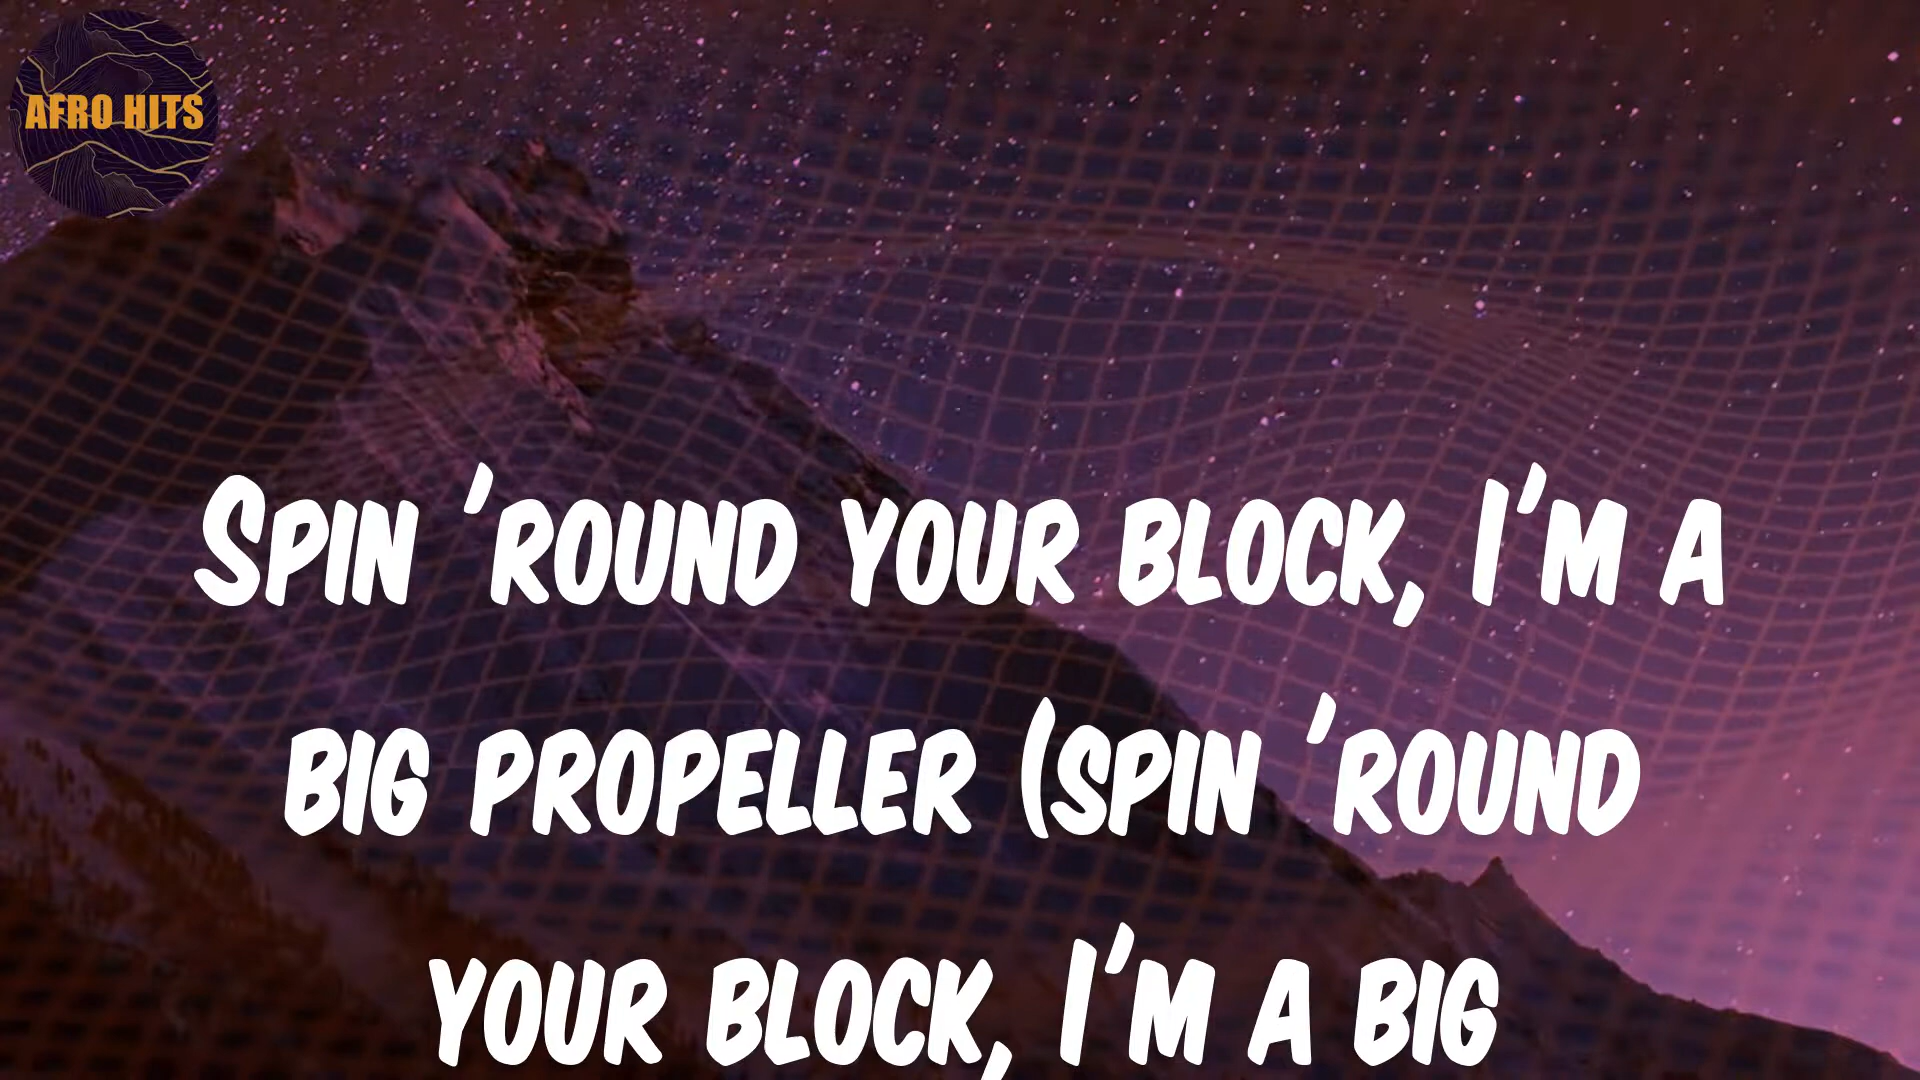 AFRO HITS
Spin 'round your block, I'm a
big propeller (spin 'round
your block, I'm a big